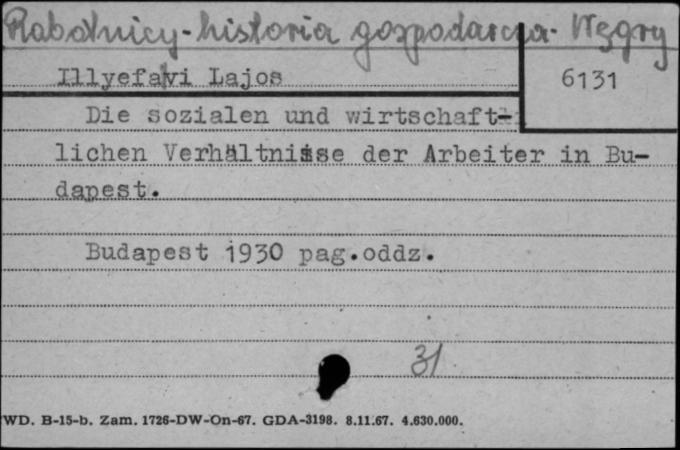 Robotnicy-historia gospodarcza- Węgry
Illyefalvi Lajos
6131
Die sozialen und wirtschaft-
lichen Verhältnisse der Arbeiter in Bu-
dapest.
Budapest 1930 pag.oddz.
31
WD. B-15-b. Zam. 1726-DW-On-67. GDA-3198. 8.11.67. 4.630.000.